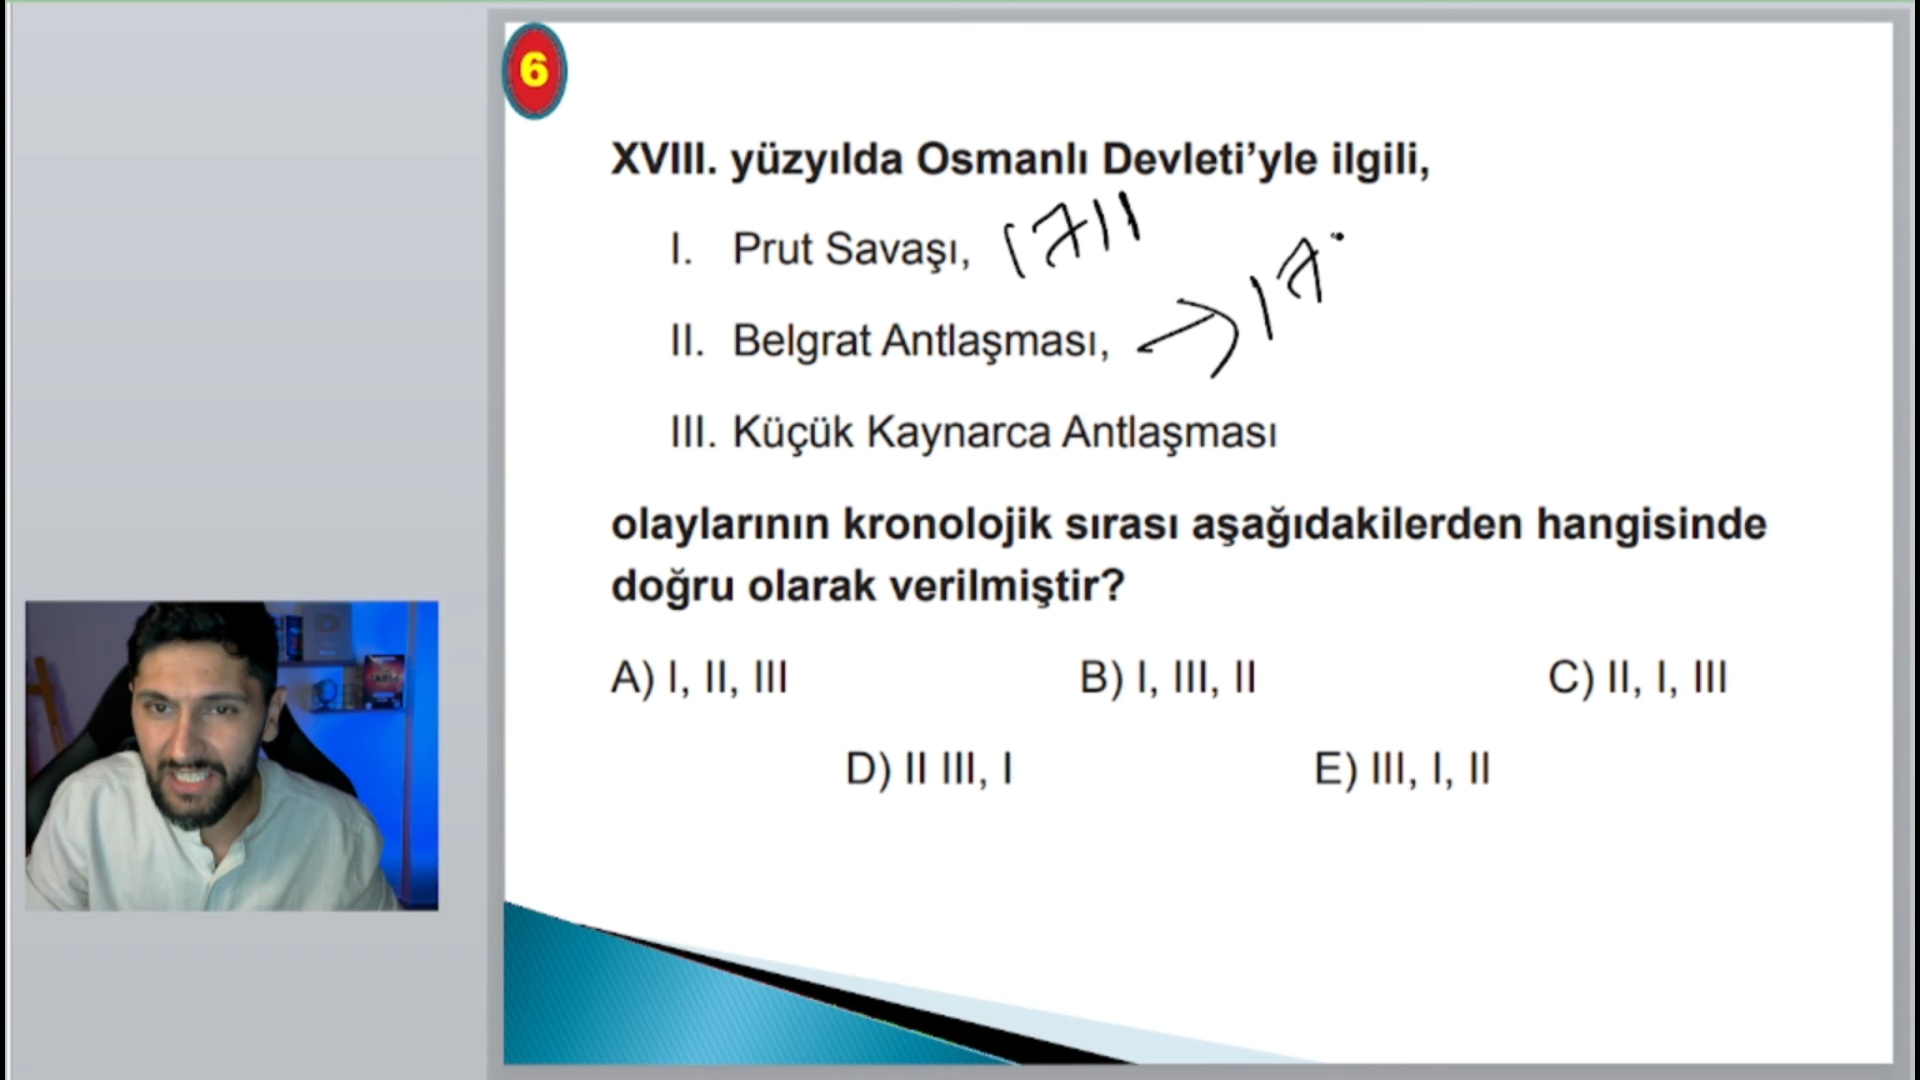 6
XVIII. yüzyılda Osmanlı Devleti'yle ilgili,
I. Prut Savaşı, 1711
II. Belgrat Antlaşması, → 17
III. Küçük Kaynarca Antlaşması
olaylarının kronolojik sırası aşağıdakilerden hangisinde
doğru olarak verilmiştir?
A) I, II, III B) I, III, II C) II, I, III
D) II III, I E) III, I, II